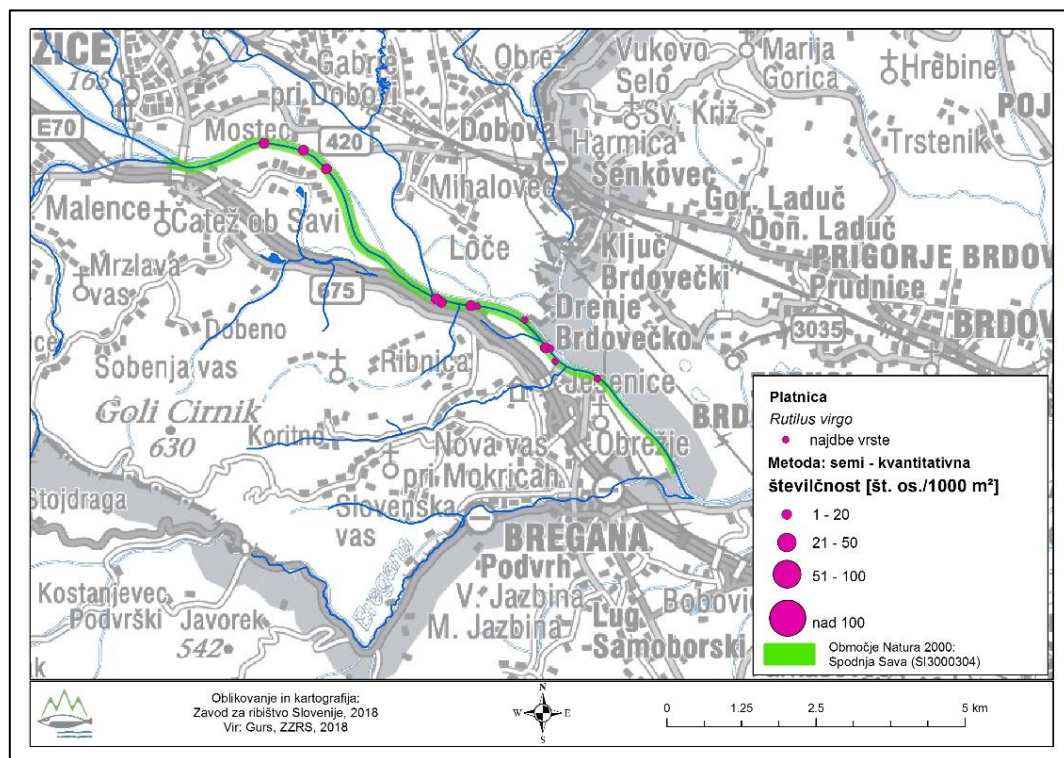 ŽICE
165
Gabrje
pri Dobovi
V. Obrež
Vukovo
Selo
Marija
Gorica
Hrebine
Sv. Križ
POJ
E70
Mostec
420
Dobova
Harmica
Trstenik
Mihalovec
Šenkovec
Malence
Čatež ob Savi
Gor. Laduč
Don. Laduč
Loče
Ključ
Brdovečki
PRIGORJE BRDOV
Mrzlava
vas
675
Prudnice
Dobeno
Drenje
Brdovečko
3035
BRDOV
Sobenja vas
Ribnica
Jesenice
Goli Cirnik
630
Koritno
Nova vas
pri Mokricah
Obrežje
BRD
Stojdraga
Slovenska
vas
BREGANA
Bregana
Podvrh
Kostanjevec
Podvrški
Javorek
542
V. Jazbina
M. Jazbina
Lug
Samoborski
Bobovi
Platnica
Rutilus virgo
najdbe vrste
Metoda: semi - kvantitativna
številčnost [št. os./1000 m²]
1 - 20
21 - 50
51 - 100
nad 100
Območje Natura 2000:
Spodnja Sava (SI3000304)
Oblikovanje in kartografija:
Zavod za ribištvo Slovenije, 2018
Vir: Gurs, ZZRS, 2018
N
W E
S
0 1.25 2.5 5 km